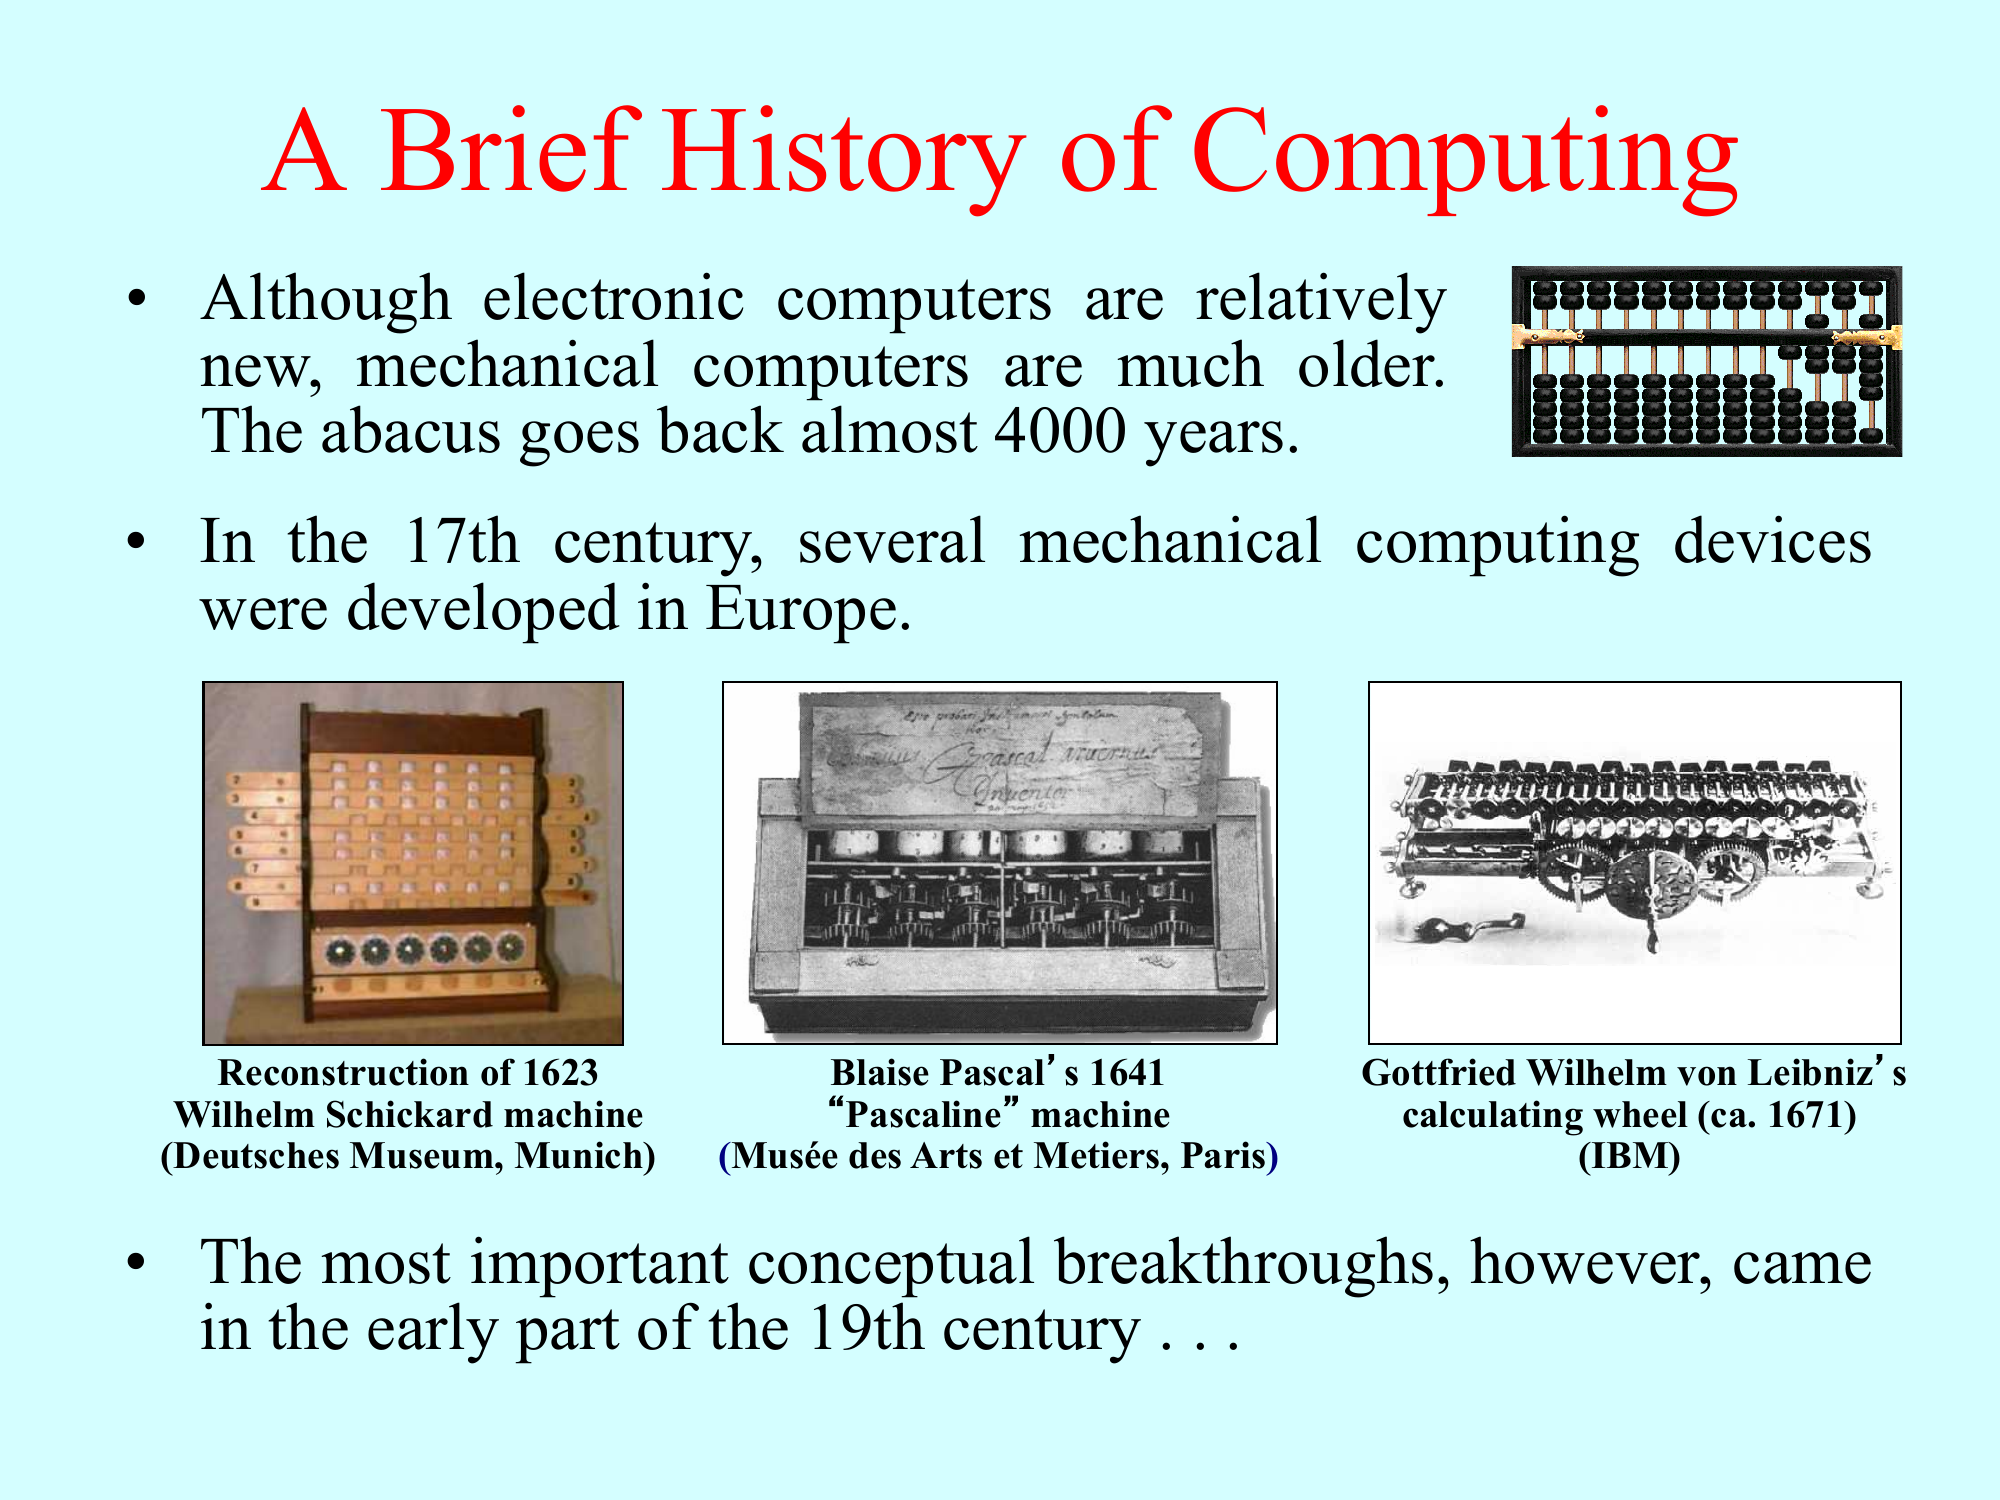 A Brief History of Computing
• Although electronic computers are relatively
new, mechanical computers are much older.
The abacus goes back almost 4000 years.
• In the 17th century, several mechanical computing devices
were developed in Europe.
Pascal
Inventor
Reconstruction of 1623
Wilhelm Schickard machine
(Deutsches Museum, Munich)
Blaise Pascal’s 1641
“Pascaline” machine
(Musée des Arts et Metiers, Paris)
Gottfried Wilhelm von Leibniz’s
calculating wheel (ca. 1671)
(IBM)
• The most important conceptual breakthroughs, however, came
in the early part of the 19th century . . .